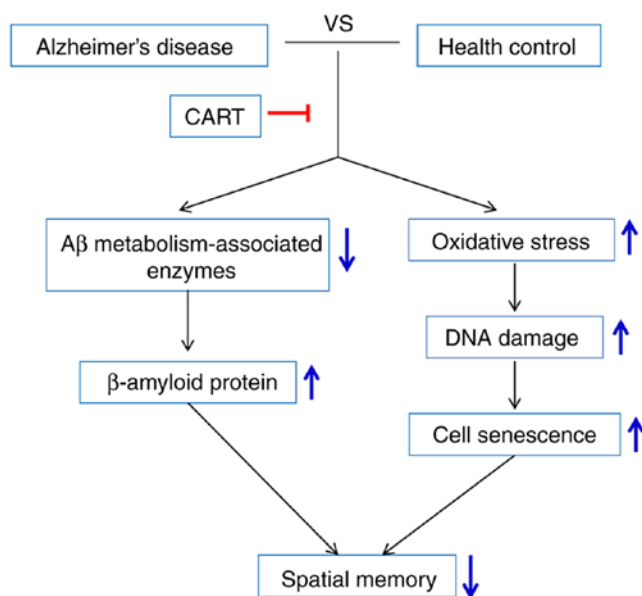 VS
Alzheimer's disease
Health control
CART
Aβ metabolism-associated
enzymes
Oxidative stress
DNA damage
β-amyloid protein
Cell senescence
Spatial memory